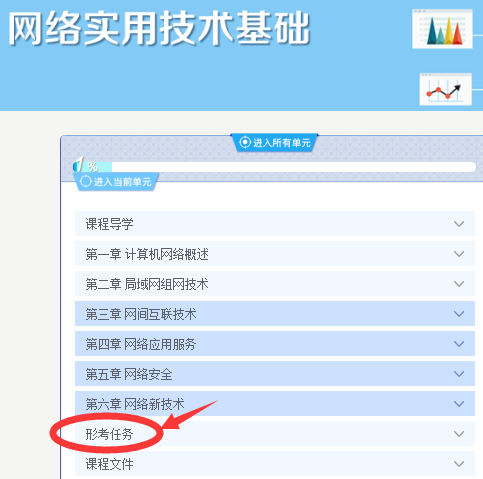 网络实用技术基础
进入所有单元
1%
进入当前单元
课程导学
第一章 计算机网络概述
第二章 局域网组网技术
第三章 网间互联技术
第四章 网络应用服务
第五章 网络安全
第六章 网络新技术
形考任务
课程文件